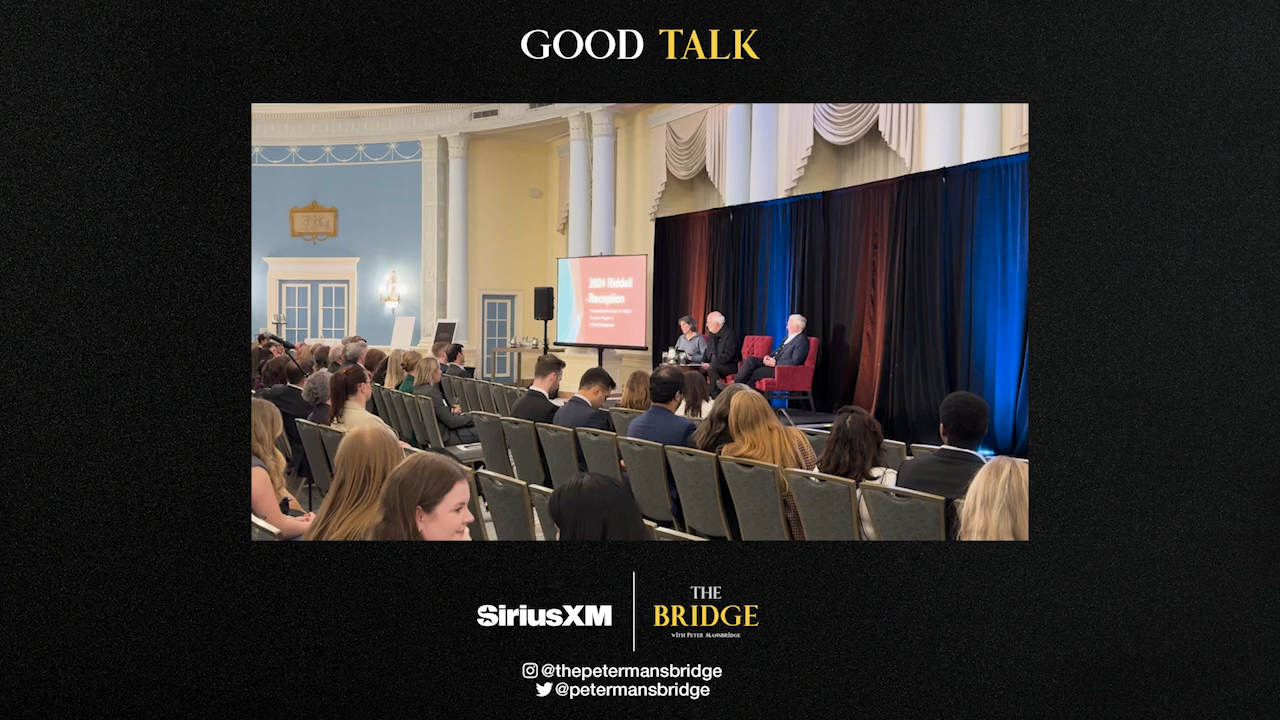 GOOD TALK
2024 Riddell
Reception
SiriusXM
THE
BRIDGE
WITH PETER MANSBRIDGE
@thepetermansbridge
@petermansbridge